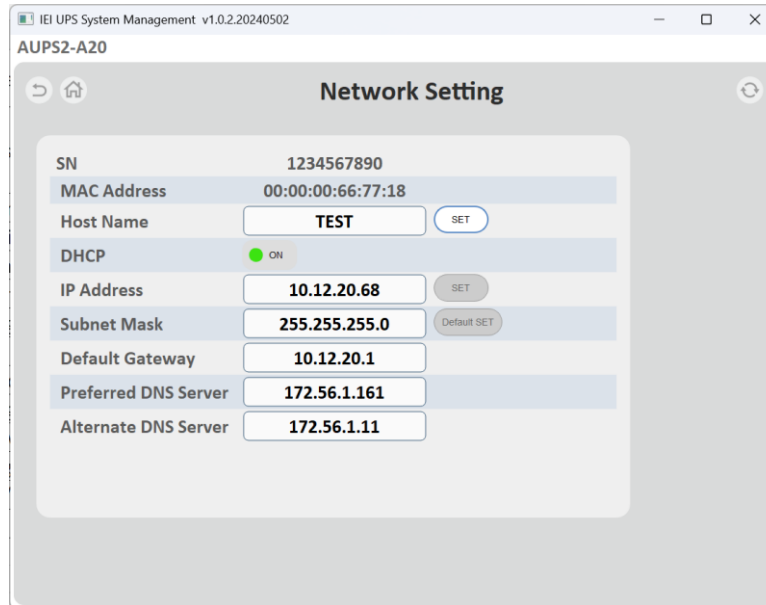 IEI UPS System Management v1.0.2.20240502
AUPS2-A20
Network Setting
SN 1234567890
MAC Address 00:00:00:66:77:18
Host Name TEST SET
DHCP ON
IP Address 10.12.20.68 SET
Subnet Mask 255.255.255.0 Default SET
Default Gateway 10.12.20.1
Preferred DNS Server 172.56.1.161
Alternate DNS Server 172.56.1.11